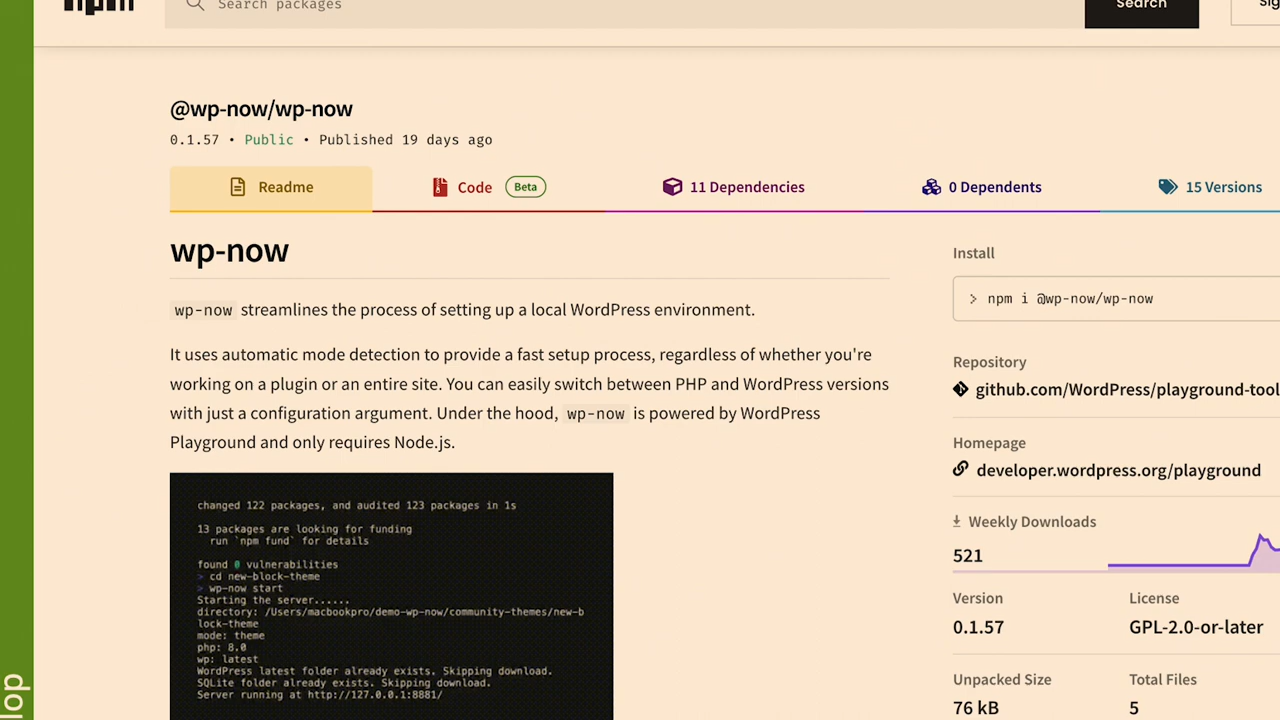 npm
Search packages
Search
@wp-now/wp-now
0.1.57 • Public • Published 19 days ago
Readme
Code
Beta
11 Dependencies
0 Dependents
15 Versions
wp-now
wp-now streamlines the process of setting up a local WordPress environment.
It uses automatic mode detection to provide a fast setup process, regardless of whether you're
working on a plugin or an entire site. You can easily switch between PHP and WordPress versions
with just a configuration argument. Under the hood, wp-now is powered by WordPress
Playground and only requires Node.js.
changed 122 packages, and audited 123 packages in 1s
13 packages are looking for funding
run `npm fund` for details
found 0 vulnerabilities
> cd new-block-theme
> wp-now start
Starting the server......
directory: /Users/macbookpro/demo-wp-now/community-themes/new-b
lock-theme
mode: theme
php: 8.0
wp: latest
WordPress latest folder already exists. Skipping download.
SQLite folder already exists. Skipping download.
Server running at http://127.0.0.1:8881/
Install
> npm i @wp-now/wp-now
Repository
github.com/WordPress/playground-tool
Homepage
developer.wordpress.org/playground
Weekly Downloads
521
Version
License
0.1.57
GPL-2.0-or-later
Unpacked Size
Total Files
76 kB
5
lop